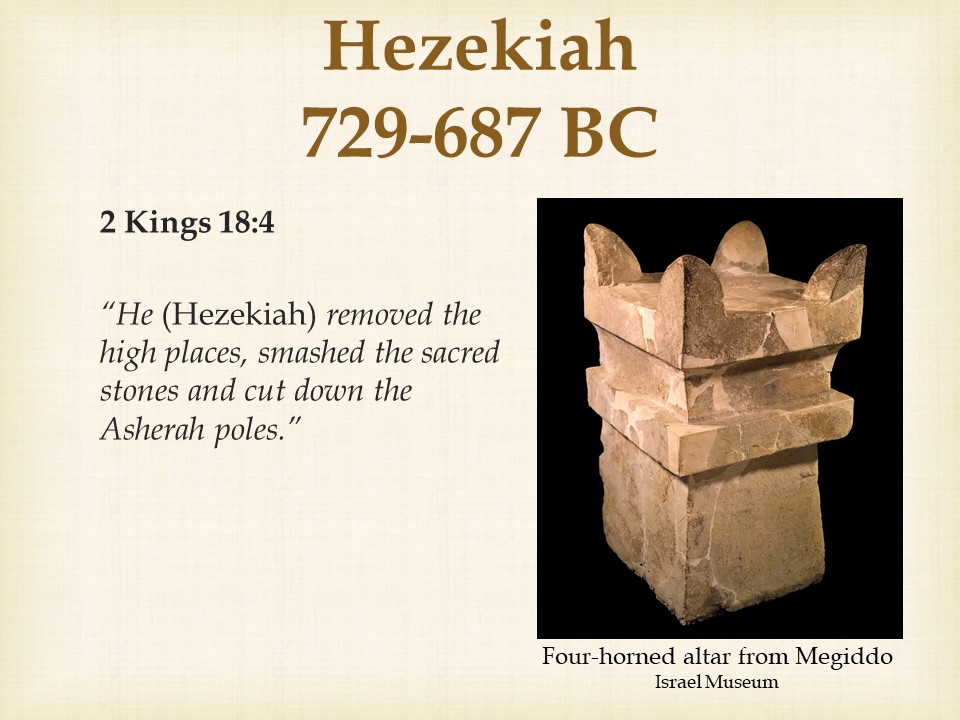 Hezekiah
729-687 BC
2 Kings 18:4
“He (Hezekiah) removed the
high places, smashed the sacred
stones and cut down the
Asherah poles.”
Four-horned altar from Megiddo
Israel Museum